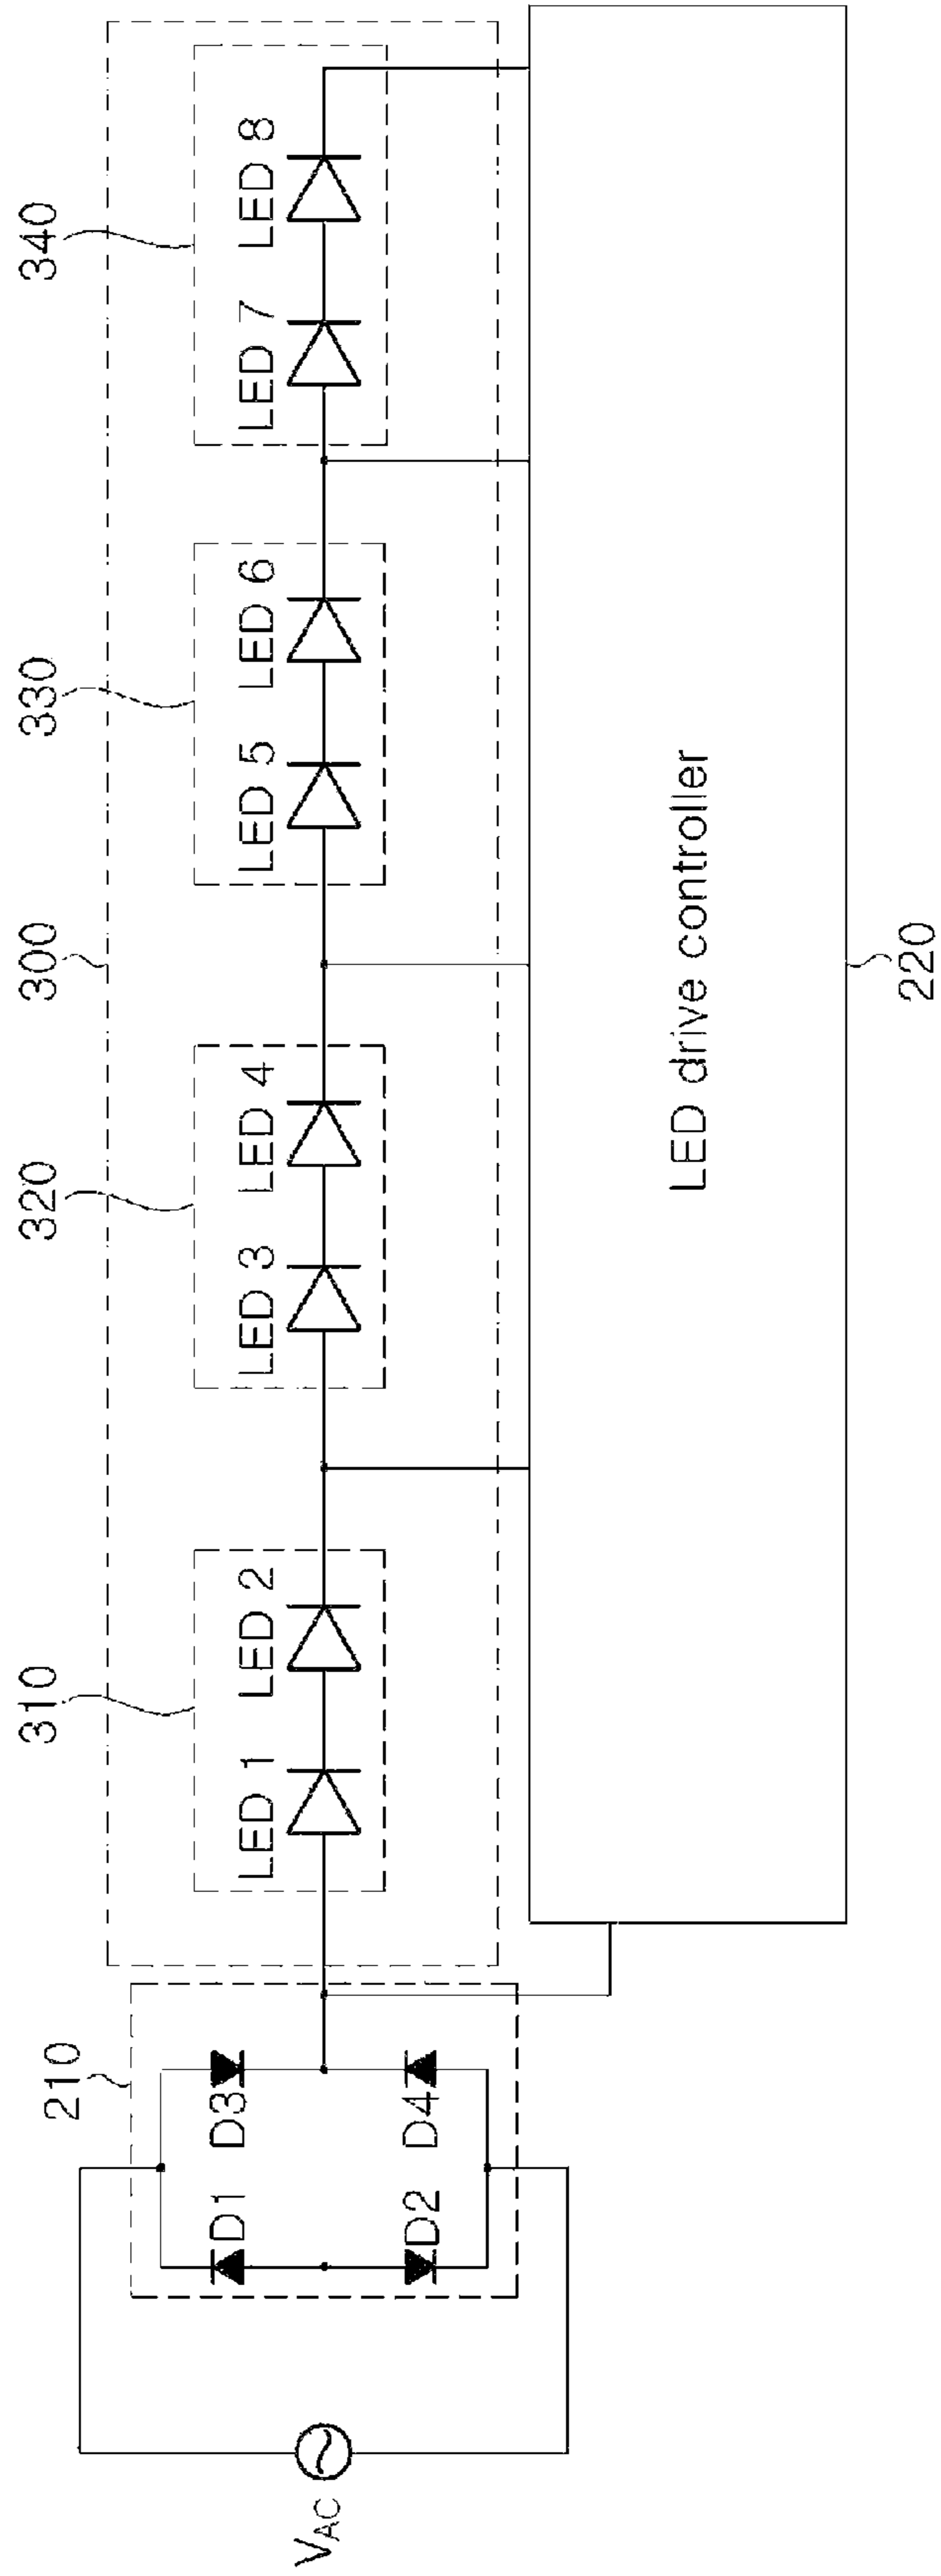 310
320
300
330
340
210
LED 1
LED 2
LED 3
LED 4
LED 5
LED 6
LED 7
LED 8
D1
D3
V_AC
D2
D4
LED drive controller
220